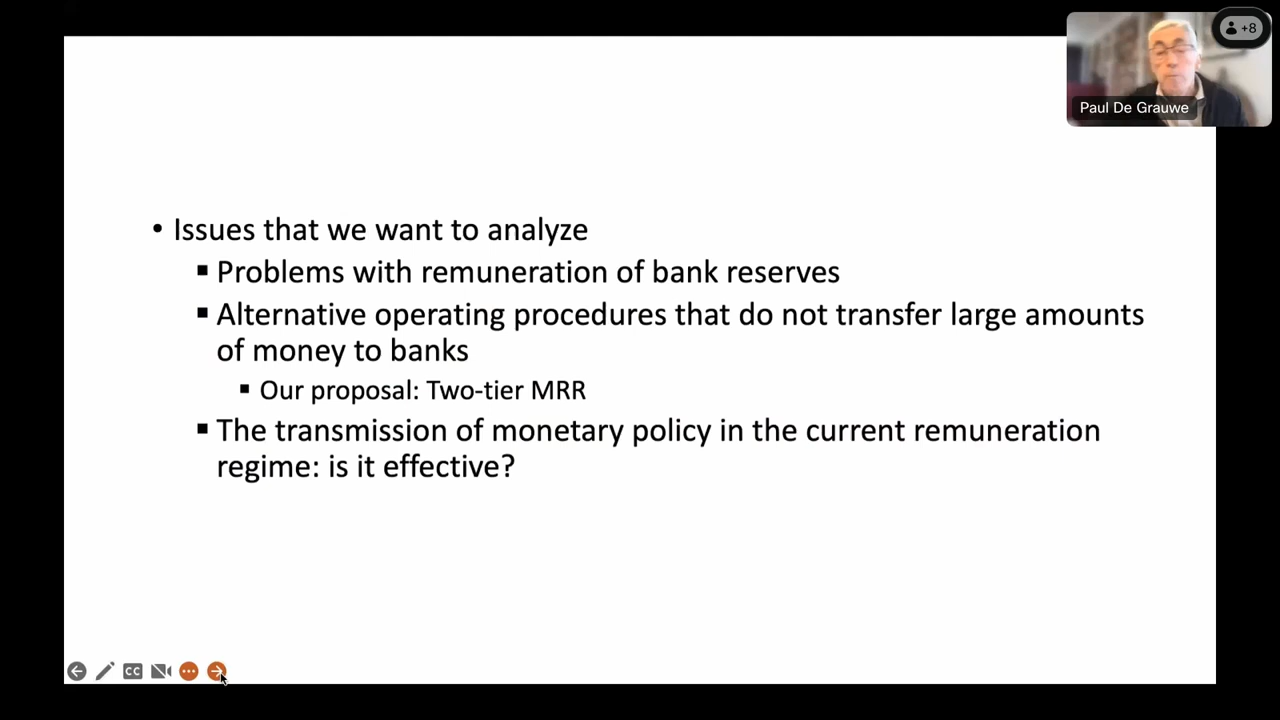 +8
Paul De Grauwe
• Issues that we want to analyze
▪ Problems with remuneration of bank reserves
▪ Alternative operating procedures that do not transfer large amounts
of money to banks
▪ Our proposal: Two-tier MRR
▪ The transmission of monetary policy in the current remuneration
regime: is it effective?
CC